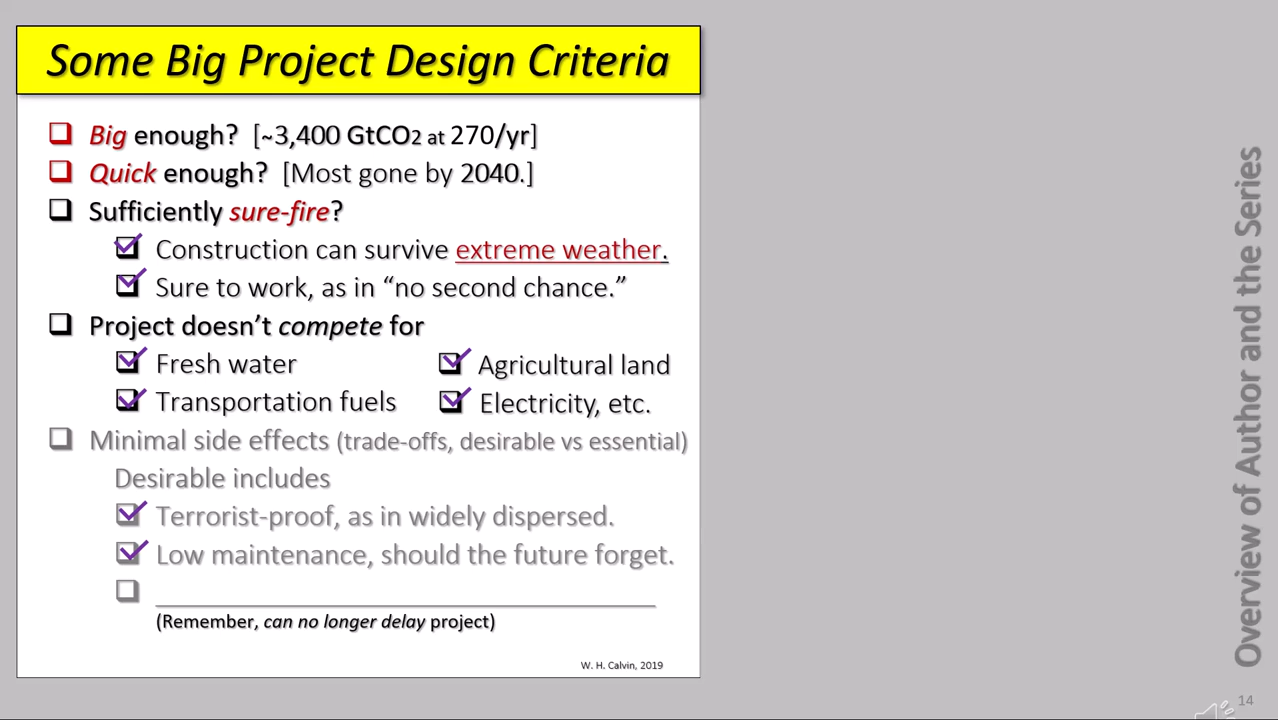 Some Big Project Design Criteria
Big enough? [~3,400 GtCO2 at 270/yr]
Quick enough? [Most gone by 2040.]
Sufficiently sure-fire?
Construction can survive extreme weather.
Sure to work, as in “no second chance.”
Project doesn’t compete for
Fresh water
Agricultural land
Transportation fuels
Electricity, etc.
Minimal side effects (trade-offs, desirable vs essential)
Desirable includes
Terrorist-proof, as in widely dispersed.
Low maintenance, should the future forget.
(Remember, can no longer delay project)
W. H. Calvin, 2019
Overview of Author and the Series
14